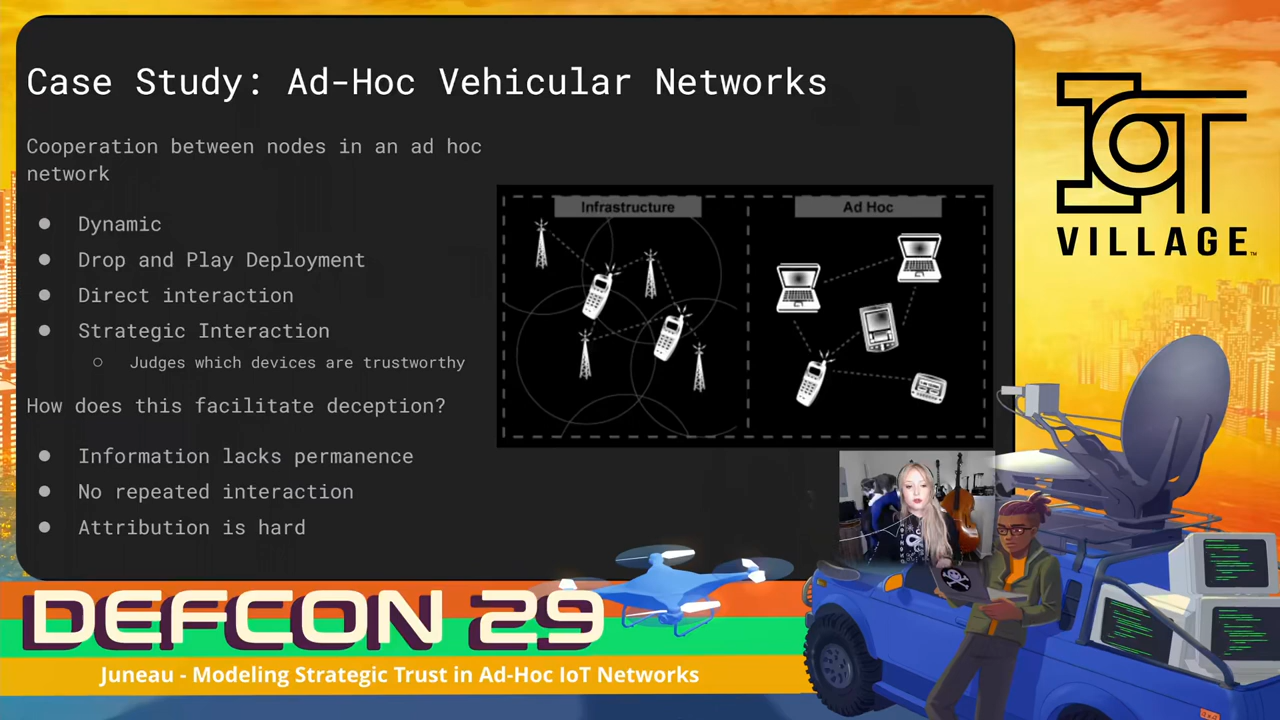 Case Study: Ad-Hoc Vehicular Networks
Cooperation between nodes in an ad hoc
network
● Dynamic
● Drop and Play Deployment
● Direct interaction
● Strategic Interaction
○ Judges which devices are trustworthy
How does this facilitate deception?
● Information lacks permanence
● No repeated interaction
● Attribution is hard
Infrastructure
Ad Hoc
IoT
VILLAGE™
DEFCON 29
Juneau - Modeling Strategic Trust in Ad-Hoc IoT Networks